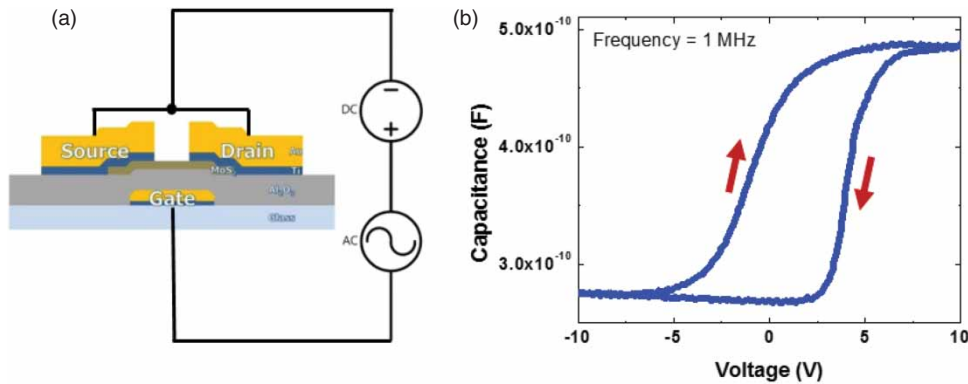 (a)
DC
AC
Source
Drain
Au
Ti
MoS₂
Al₂O₃
Gate
Glass
(b)
Frequency = 1 MHz
Capacitance (F)
5.0x10⁻¹⁰
4.0x10⁻¹⁰
3.0x10⁻¹⁰
-10
-5
0
5
10
Voltage (V)